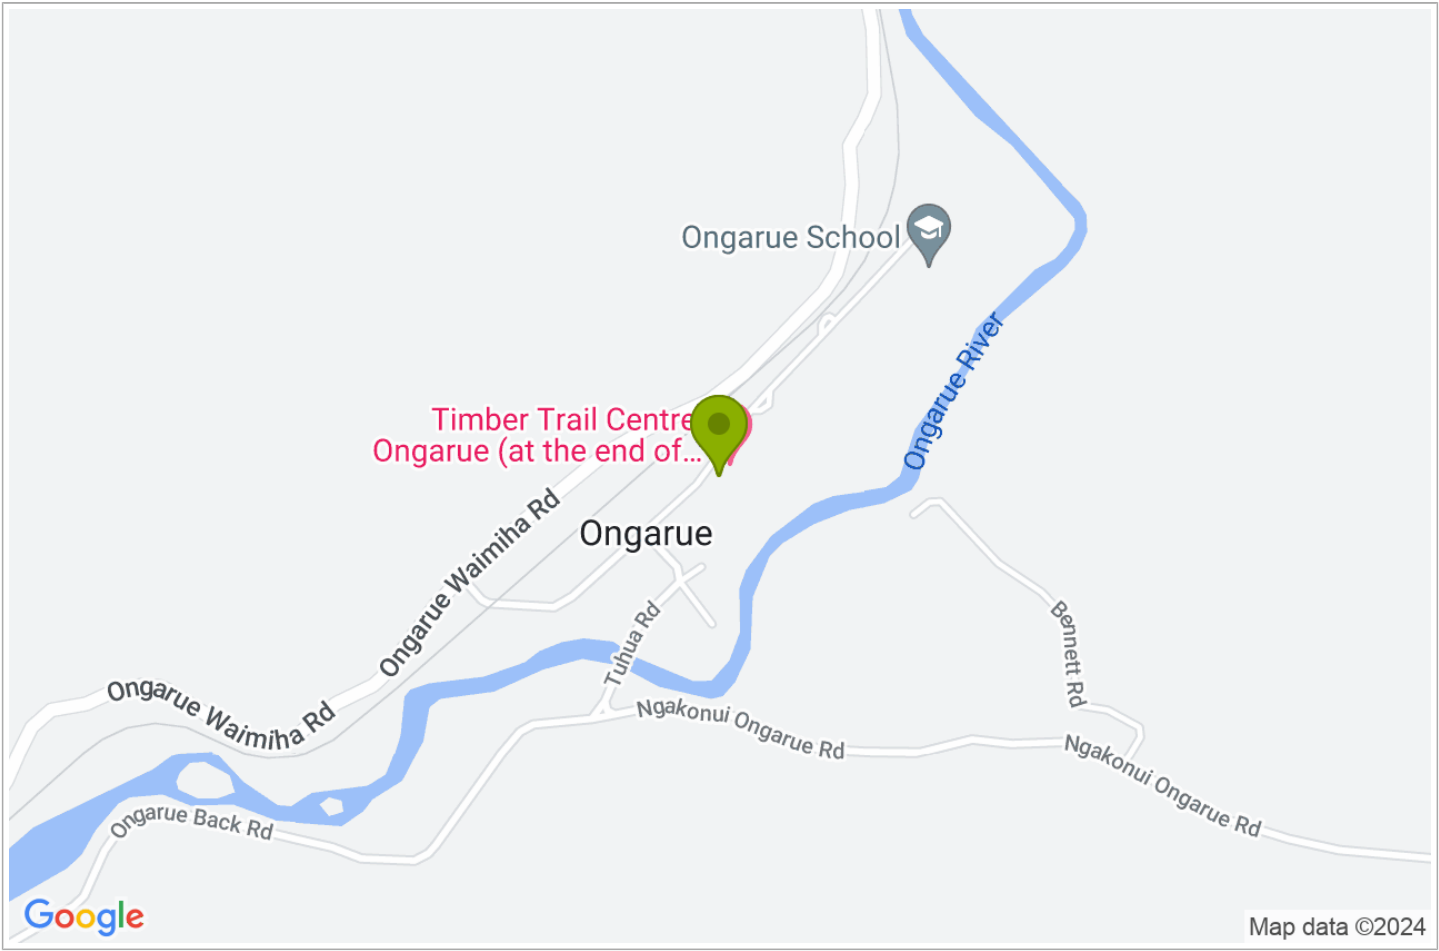 Ongarue School
Ongarue River
Timber Trail Centre
Ongarue (at the end of...
Ongarue
Ongarue Waimiha Rd
Bennett Rd
Tuhua Rd
Ongarue Waimiha Rd
Ngakonui Ongarue Rd
Ngakonui Ongarue Rd
Ongarue Back Rd
Google
Map data ©2024